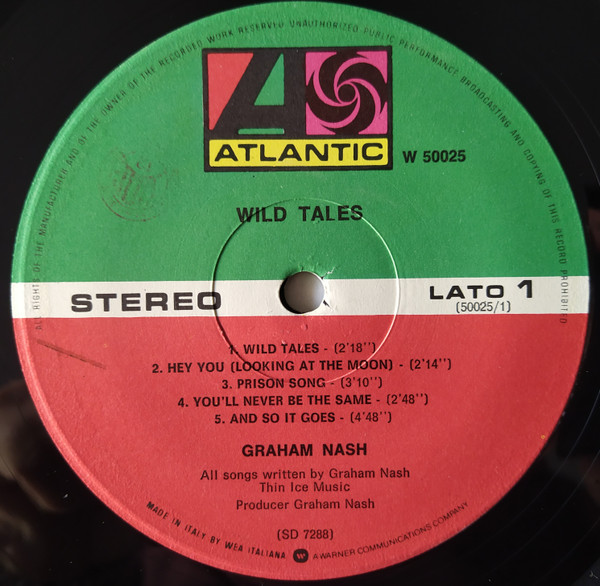 ALL RIGHTS OF THE MANUFACTURER AND OF THE OWNER OF THE RECORDED WORK RESERVED UNAUTHORIZED PUBLIC PERFORMANCE BROADCASTING AND COPYING OF THIS RECORD PROHIBITED
ATLANTIC
W 50025
WILD TALES
STEREO
LATO 1
(50025/1)
1. WILD TALES - (2'18'')
2. HEY YOU (LOOKING AT THE MOON) - (2'14'')
3. PRISON SONG - (3'10'')
4. YOU'LL NEVER BE THE SAME - (2'48'')
5. AND SO IT GOES - (4'48'')
GRAHAM NASH
All songs written by Graham Nash
Thin Ice Music
Producer Graham Nash
(SD 7288)
MADE IN ITALY BY WEA ITALIANA. A WARNER COMMUNICATIONS COMPANY